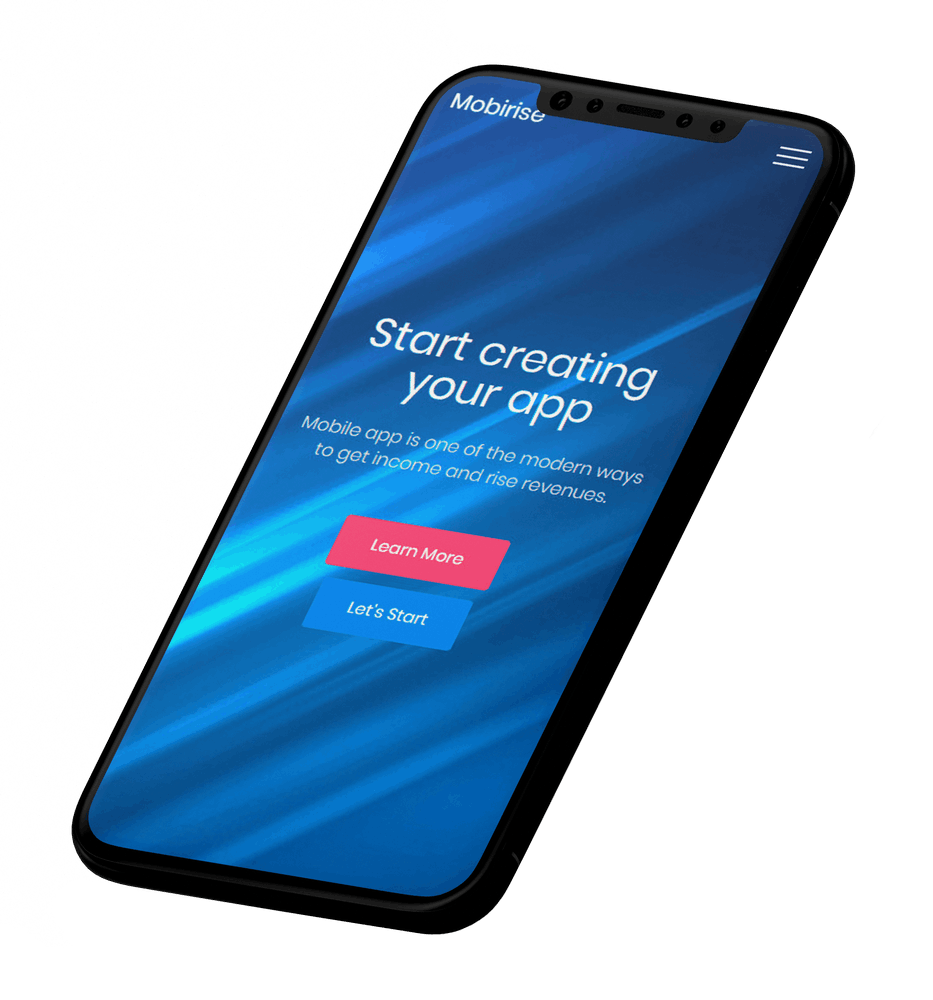 Mobirise
Start creating
your app
Mobile app is one of the modern ways
to get income and rise revenues.
Learn More
Let's Start